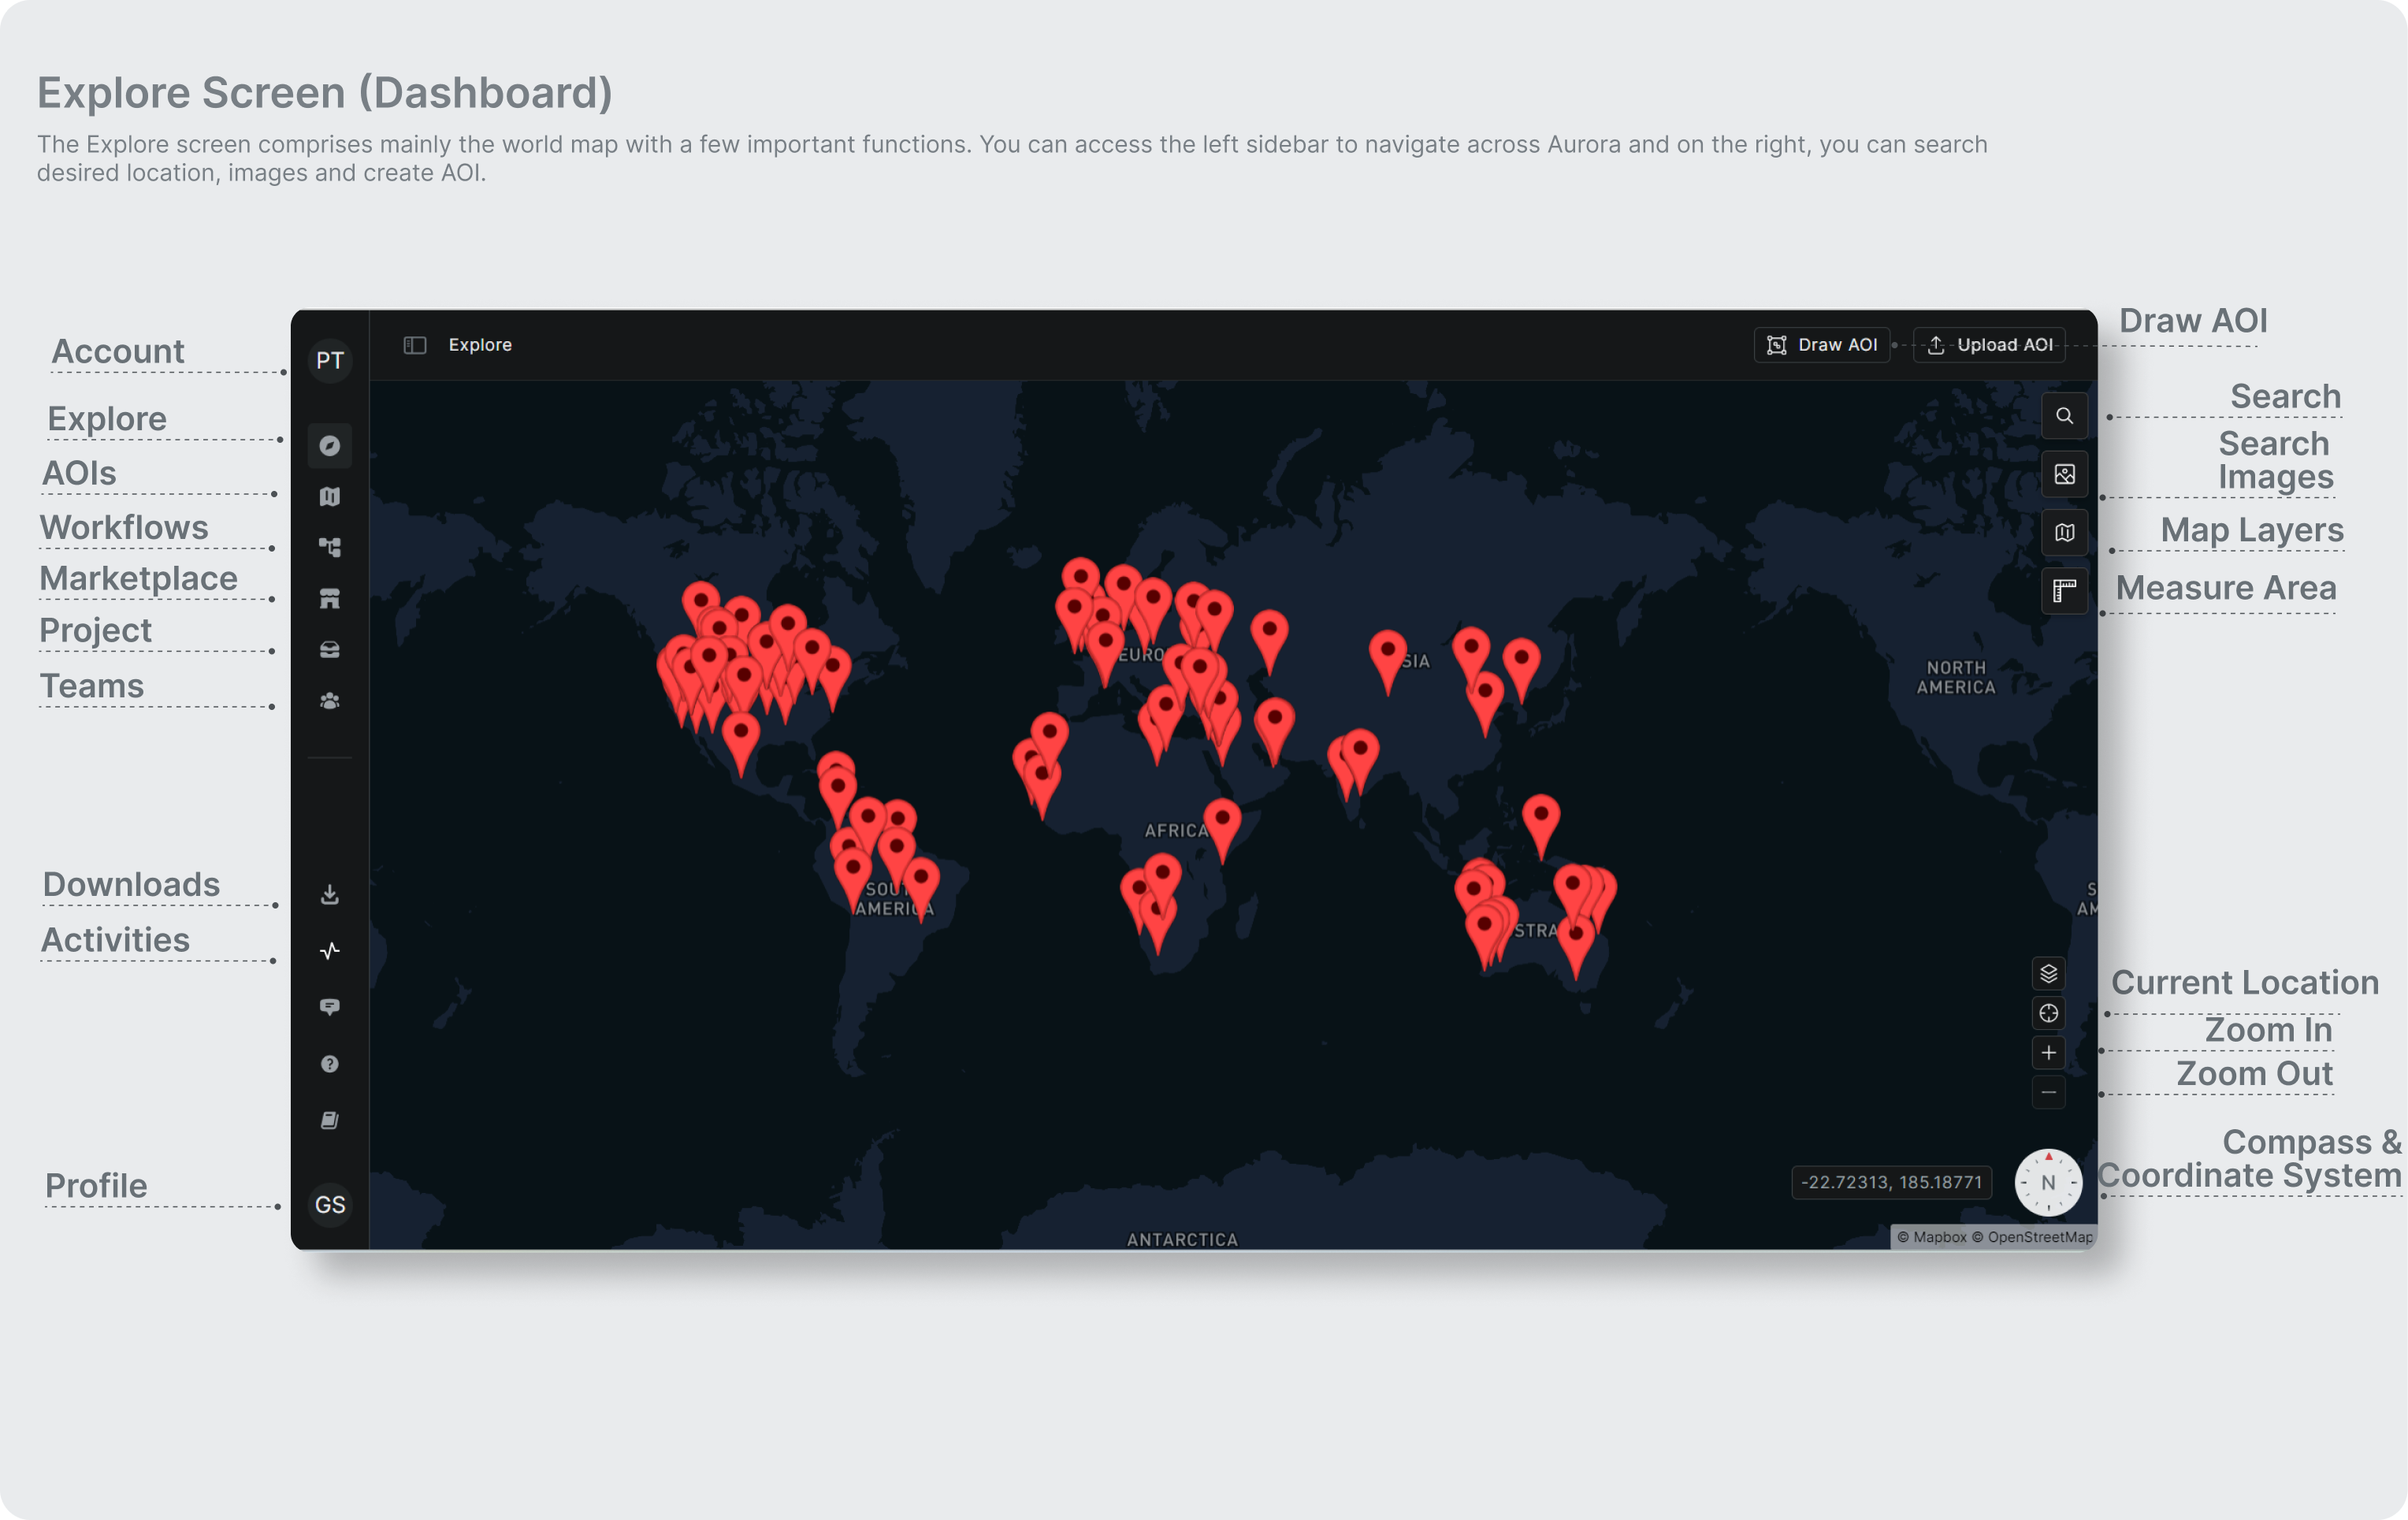 Explore Screen (Dashboard)
The Explore screen comprises mainly the world map with a few important functions. You can access the left sidebar to navigate across Aurora and on the right, you can search
desired location, images and create AOI.
Account
Explore
AOIs
Workflows
Marketplace
Project
Teams
Downloads
Activities
Profile
PT
GS
Explore
Draw AOI
Upload AOI
EURO
SIA
NORTH
AMERICA
AFRICA
SOUT
AMERICA
STRA
S
AM
ANTARCTICA
-22.72313, 185.18771
N
© Mapbox © OpenStreetMap
Draw AOI
Search
Search
Images
Map Layers
Measure Area
Current Location
Zoom In
Zoom Out
Compass &
Coordinate System